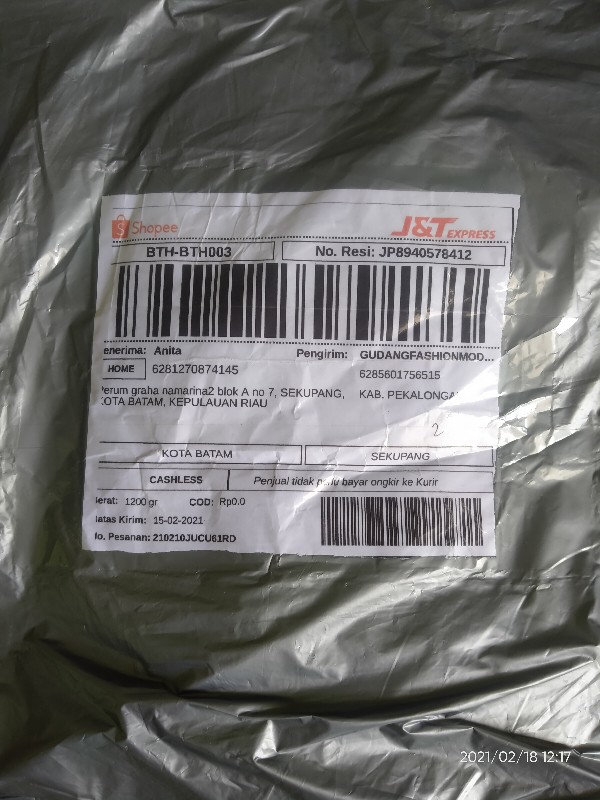 Shopee
J&T EXPRESS
BTH-BTH003
No. Resi: JP8940578412
enerima: Anita
Pengirim: GUDANGFASHIONMOD...
HOME
6281270874145
6285601756515
erum graha namarina2 blok A no 7, SEKUPANG,
KAB. PEKALONGA
KOTA BATAM, KEPULAUAN RIAU
2
KOTA BATAM
SEKUPANG
CASHLESS
Penjual tidak perlu bayar ongkir ke Kurir
erat: 1200 gr
COD: Rp0.0
atas Kirim: 15-02-2021
o. Pesanan: 210210JUCU61RD
2021/02/18 12:17